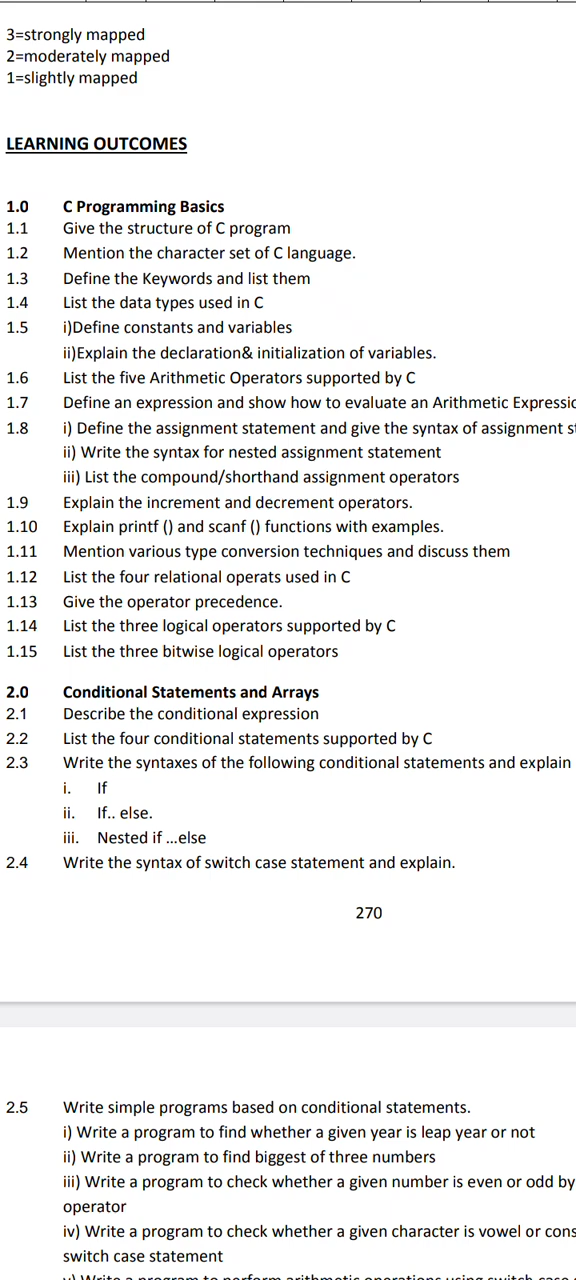 3=strongly mapped
2=moderately mapped
1=slightly mapped
LEARNING OUTCOMES
1.0 C Programming Basics
1.1 Give the structure of C program
1.2 Mention the character set of C language.
1.3 Define the Keywords and list them
1.4 List the data types used in C
1.5 i)Define constants and variables
ii)Explain the declaration& initialization of variables.
1.6 List the five Arithmetic Operators supported by C
1.7 Define an expression and show how to evaluate an Arithmetic
1.8 i) Define the assignment statement and give the syntax of assignment
ii) Write the syntax for nested assignment statement
iii) List the compound/shorthand assignment operators
1.9 Explain the increment and decrement operators.
1.10 Explain printf () and scanf () functions with examples.
1.11 Mention various type conversion techniques and discuss them
1.12 List the four relational operats used in C
1.13 Give the operator precedence.
1.14 List the three logical operators supported by C
1.15 List the three bitwise logical operators
2.0 Conditional Statements and Arrays
2.1 Describe the conditional expression
2.2 List the four conditional statements supported by C
2.3 Write the syntaxes of the following conditional statements and explain
i. If
ii. If.. else.
iii. Nested if ...else
2.4 Write the syntax of switch case statement and explain.
270
2.5 Write simple programs based on conditional statements.
i) Write a program to find whether a given year is leap year or not
ii) Write a program to find biggest of three numbers
iii) Write a program to check whether a given number is even or odd by
operator
iv) Write a program to check whether a given character is vowel or
switch case statement
v) Write a program to perform arithmetic operations using switch case